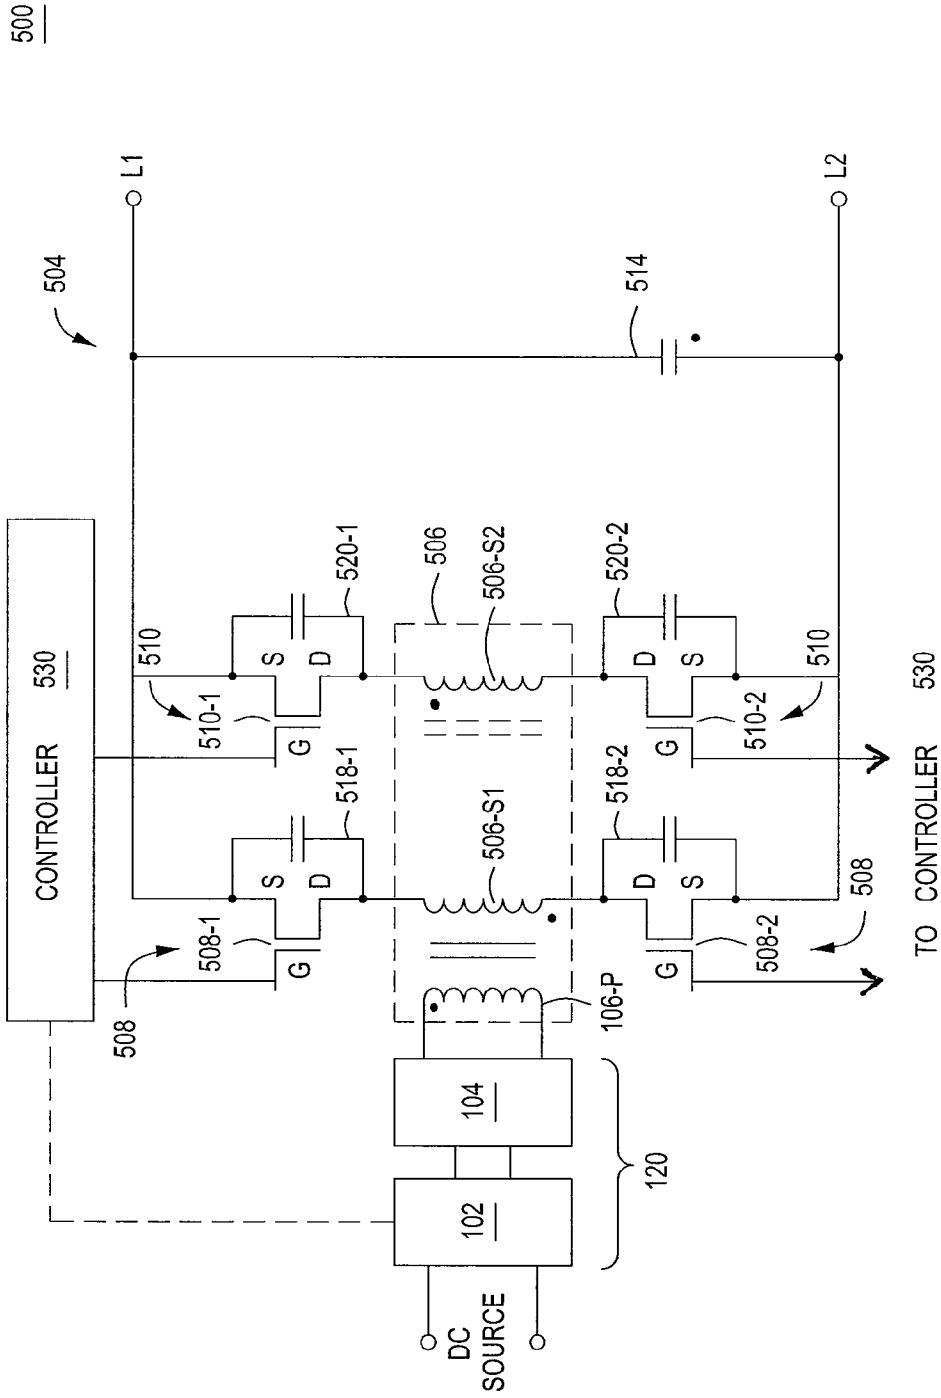 500
504
L1
L2
514
CONTROLLER 530
508
508-1
G
S
D
518-1
510
510-1
G
S
D
520-1
506
506-S1
506-S2
106-P
508-2
G
D
S
518-2
508
510-2
G
D
S
520-2
510
104
102
120
DC
SOURCE
TO CONTROLLER 530